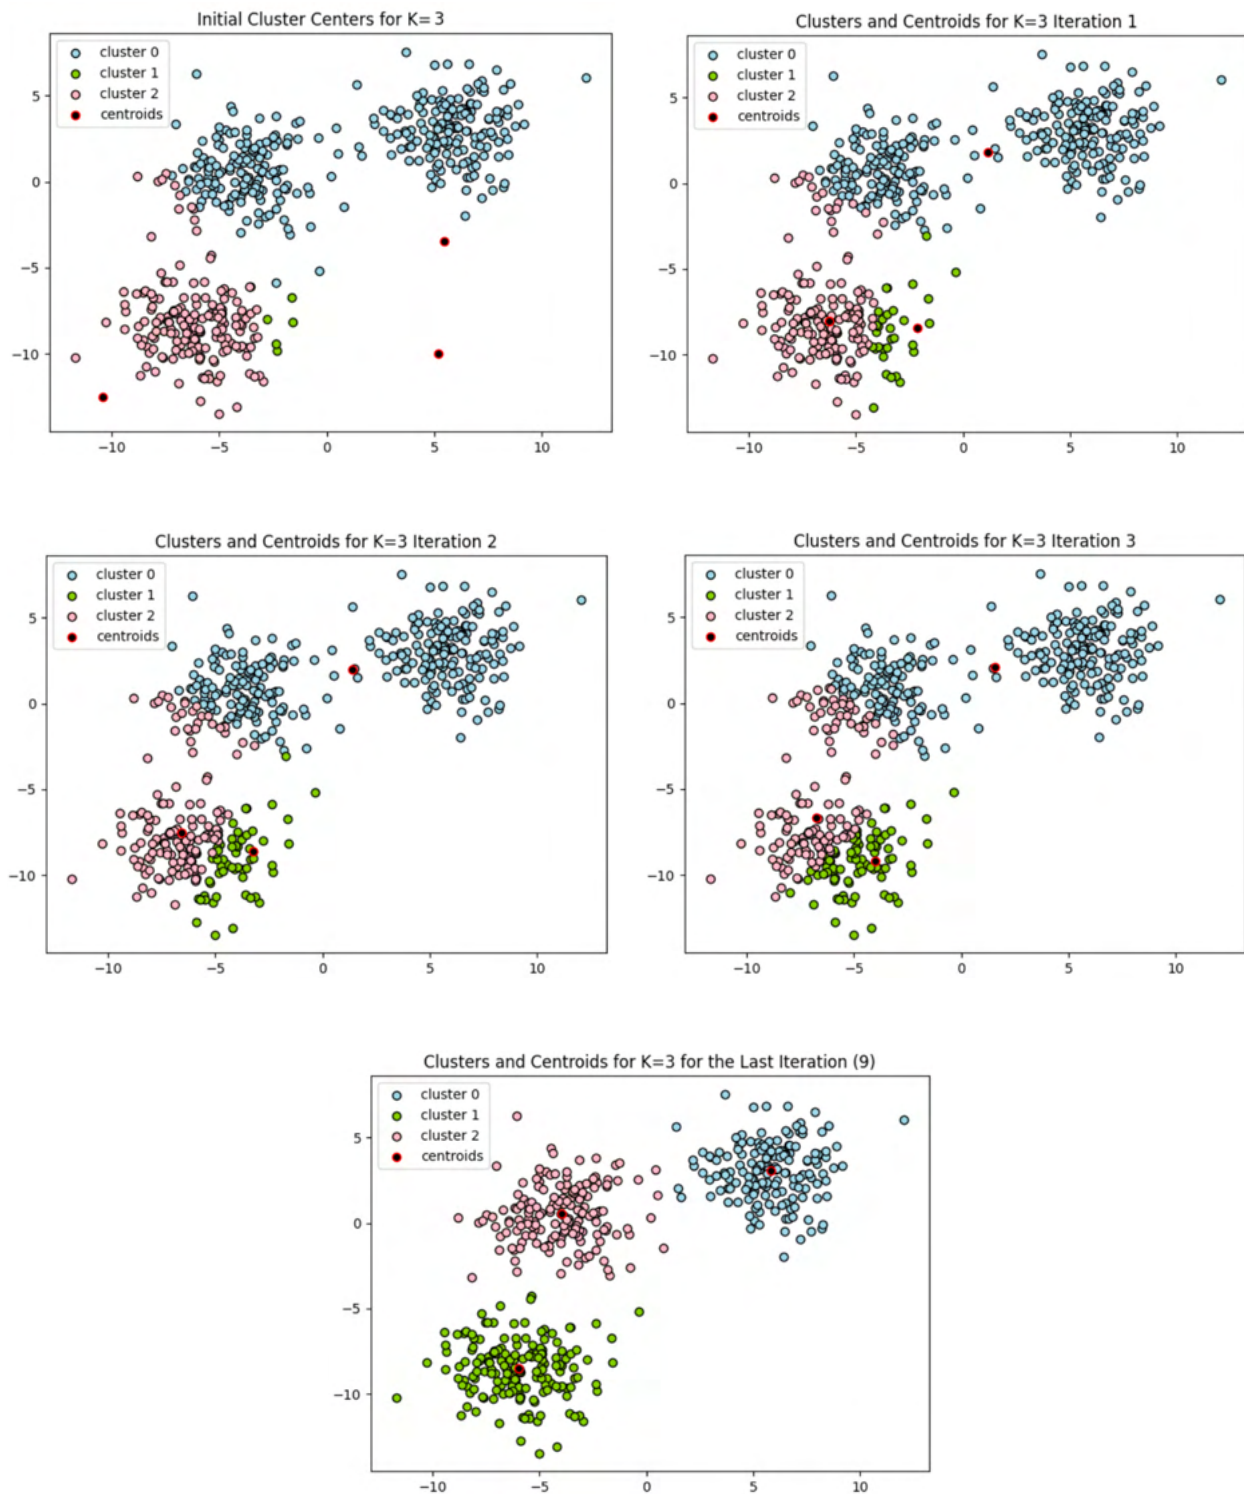 Initial Cluster Centers for K= 3
cluster 0
cluster 1
cluster 2
centroids
5
0
−5
−10
−10 −5 0 5 10
Clusters and Centroids for K=3 Iteration 1
cluster 0
cluster 1
cluster 2
centroids
5
0
−5
−10
−10 −5 0 5 10
Clusters and Centroids for K=3 Iteration 2
cluster 0
cluster 1
cluster 2
centroids
5
0
−5
−10
−10 −5 0 5 10
Clusters and Centroids for K=3 Iteration 3
cluster 0
cluster 1
cluster 2
centroids
5
0
−5
−10
−10 −5 0 5 10
Clusters and Centroids for K=3 for the Last Iteration (9)
cluster 0
cluster 1
cluster 2
centroids
5
0
−5
−10
−10 −5 0 5 10